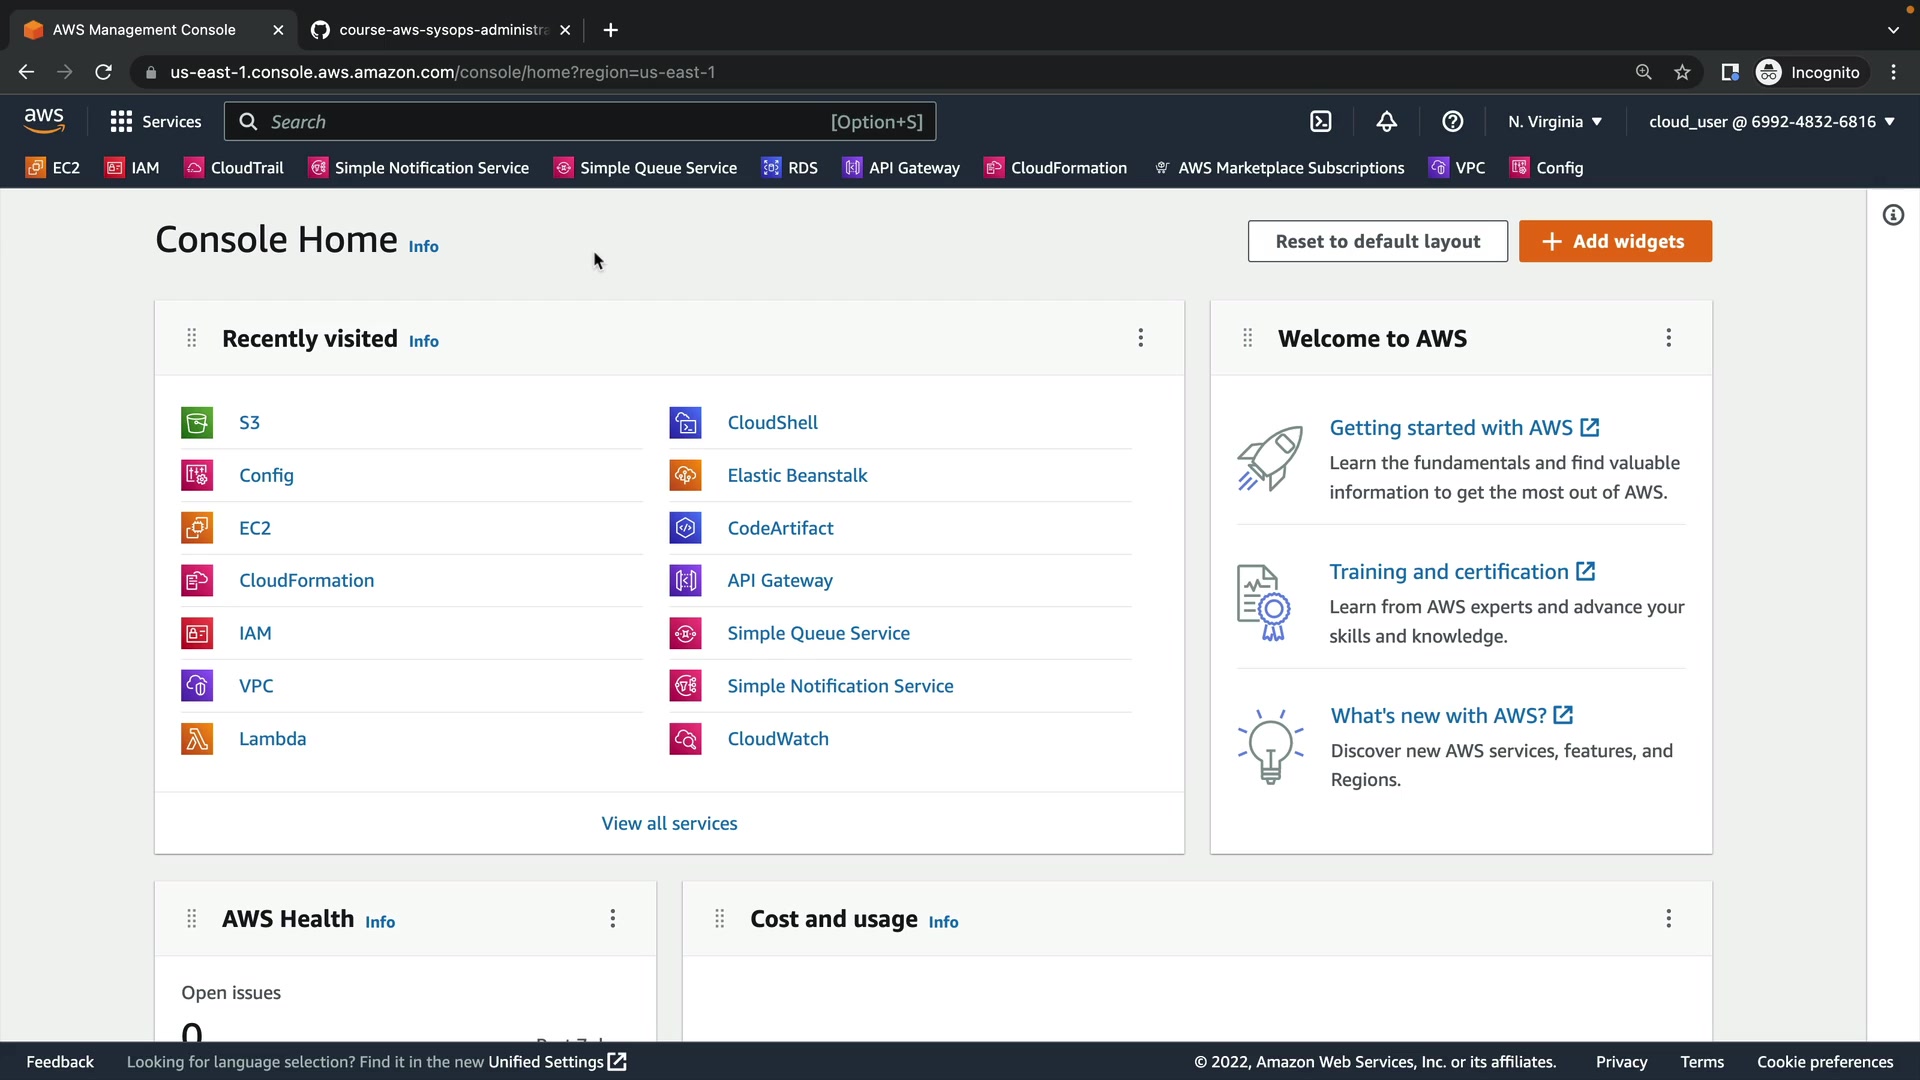 AWS Management Console
course-aws-sysops-administra
us-east-1.console.aws.amazon.com/console/home?region=us-east-1
Incognito
aws
Services
Search
[Option+S]
N. Virginia
cloud_user @ 6992-4832-6816
EC2
IAM
CloudTrail
Simple Notification Service
Simple Queue Service
RDS
API Gateway
CloudFormation
AWS Marketplace Subscriptions
VPC
Config
Console Home Info
Reset to default layout
Add widgets
Recently visited Info
S3
Config
EC2
CloudFormation
IAM
VPC
Lambda
CloudShell
Elastic Beanstalk
CodeArtifact
API Gateway
Simple Queue Service
Simple Notification Service
CloudWatch
View all services
Welcome to AWS
Getting started with AWS
Learn the fundamentals and find valuable
information to get the most out of AWS.
Training and certification
Learn from AWS experts and advance your
skills and knowledge.
What's new with AWS?
Discover new AWS services, features, and
Regions.
AWS Health Info
Open issues
0
Cost and usage Info
Feedback
Looking for language selection? Find it in the new Unified Settings
© 2022, Amazon Web Services, Inc. or its affiliates.
Privacy
Terms
Cookie preferences